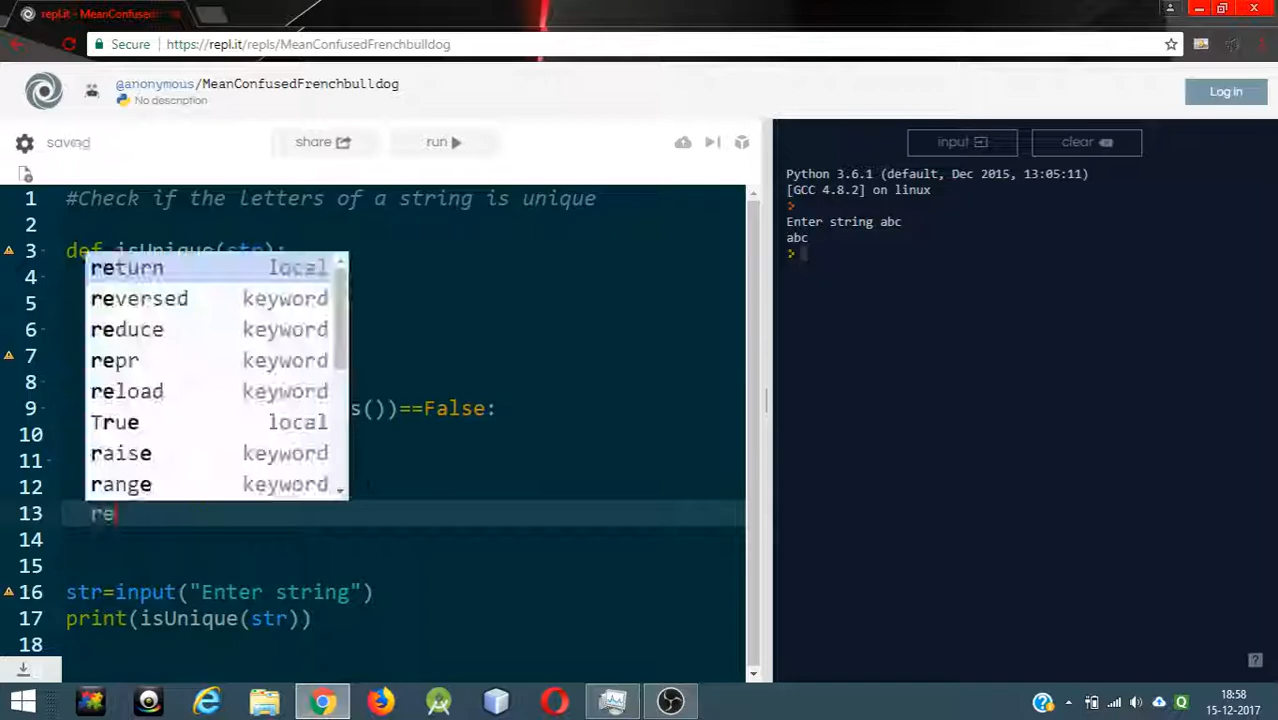 repl.it - MeanConfused
Secure https://repl.it/repls/MeanConfusedFrenchbulldog
@anonymous/MeanConfusedFrenchbulldog
No description
Log in
saved
share
run
input
clear
1 #Check if the letters of a string is unique
2
3 def isUnique(str):
4
5
6
7
8
9 s())==False:
10
11
12
13 re
14
15
16 str=input("Enter string")
17 print(isUnique(str))
18
return local
reversed keyword
reduce keyword
repr keyword
reload keyword
True local
raise keyword
range keyword
Python 3.6.1 (default, Dec 2015, 13:05:11)
[GCC 4.8.2] on linux
>
Enter string abc
abc
>
?
18:58
15-12-2017